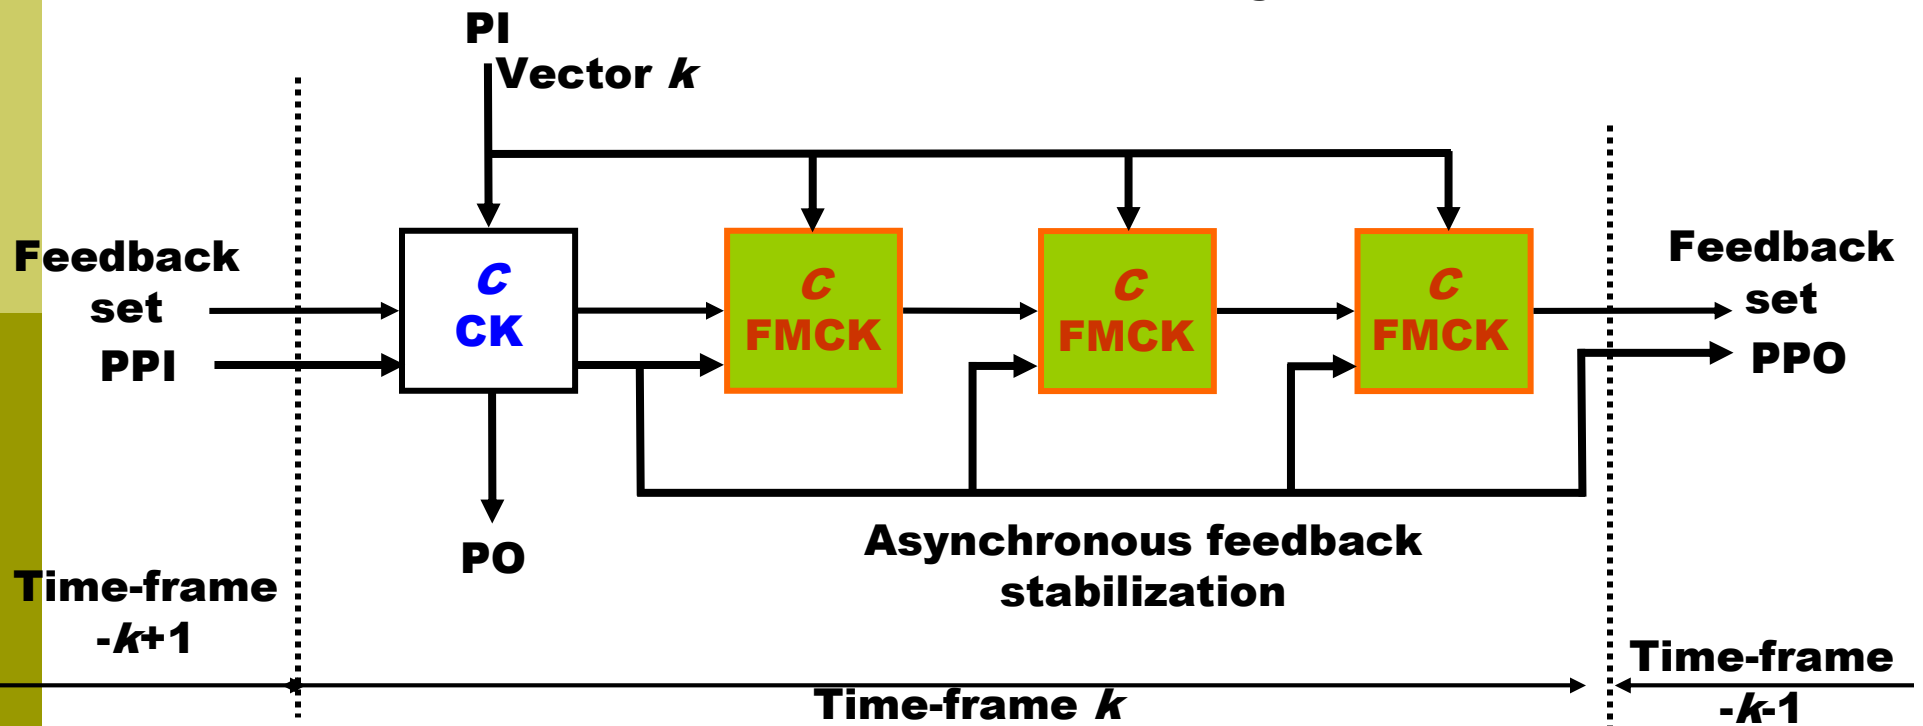 PI
Vector k
Feedback
set
PPI
C
CK
C
FMCK
C
FMCK
C
FMCK
Feedback
set
PPO
PO
Asynchronous feedback
stabilization
Time-frame
-k+1
Time-frame k
Time-frame
-k-1